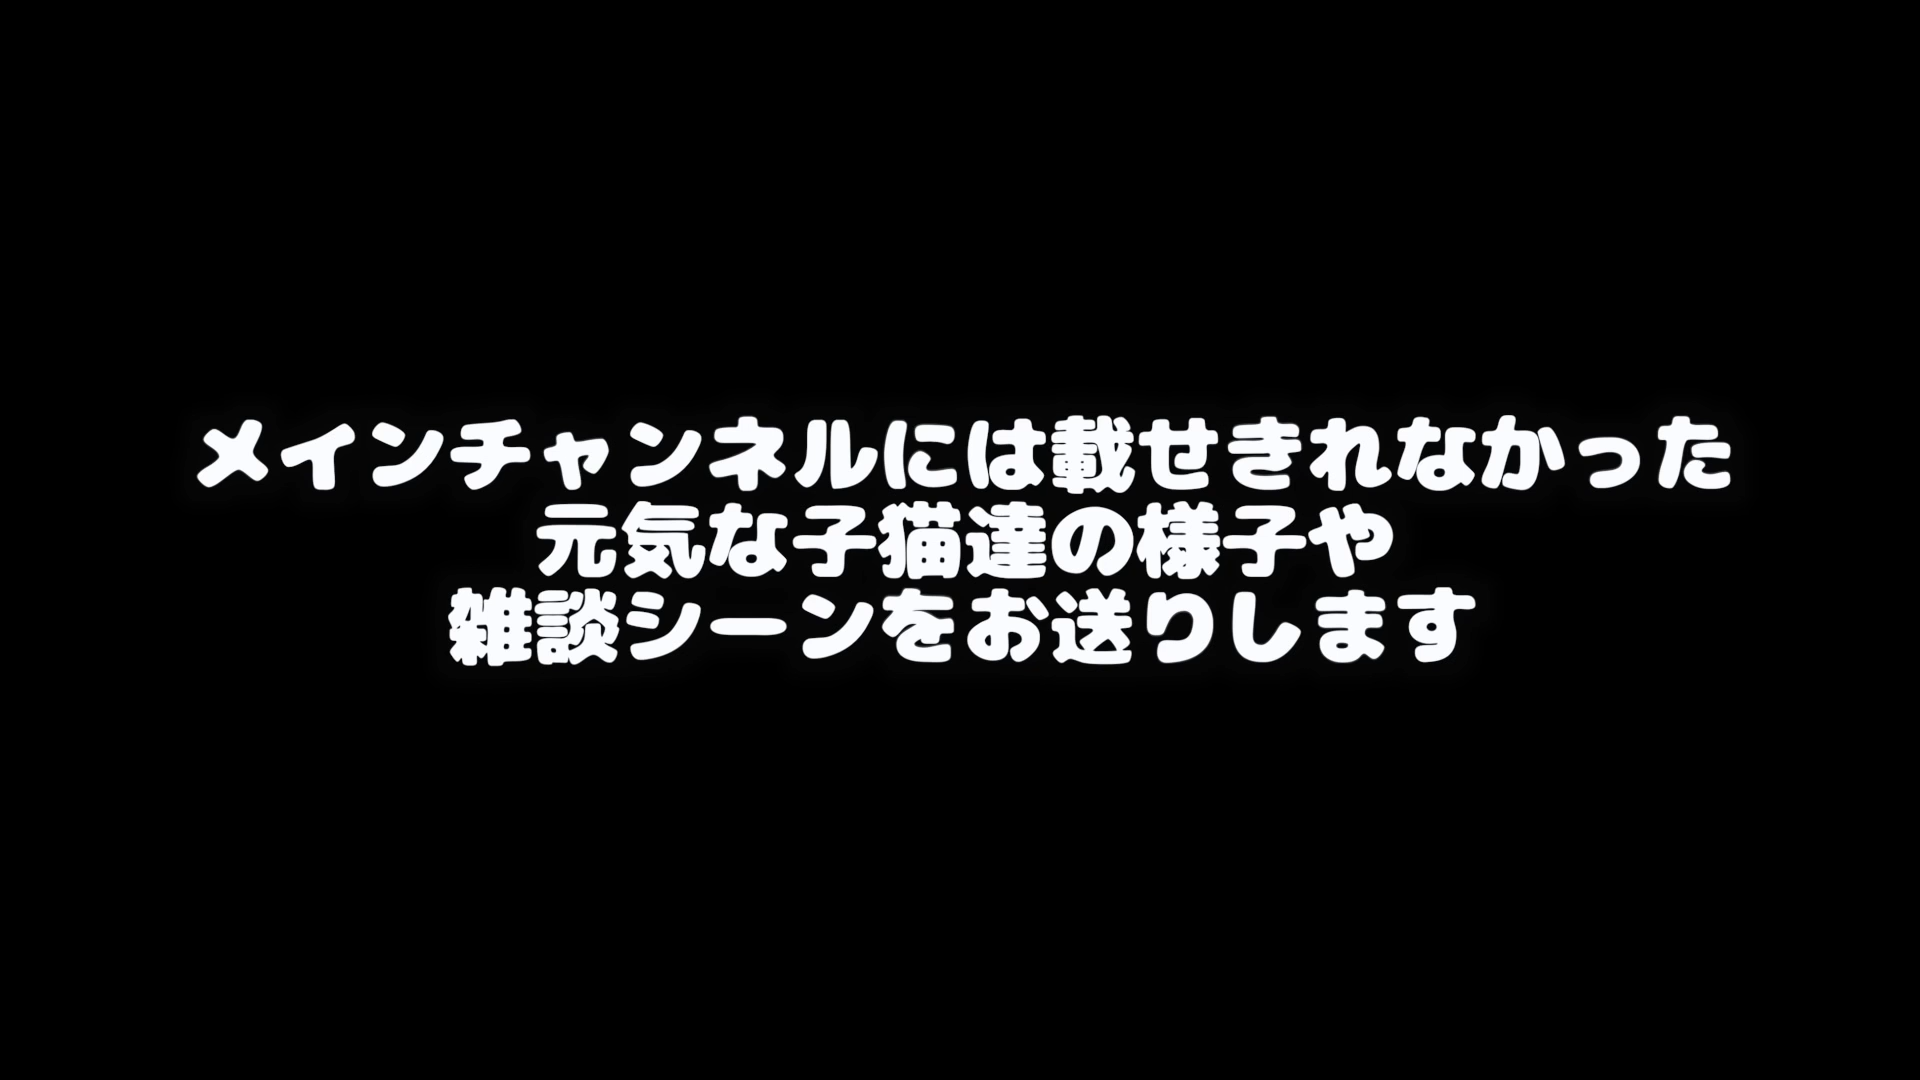 メインチャンネルには載せきれなかった
元気な子猫達の様子や
雑談シーンをお送りします